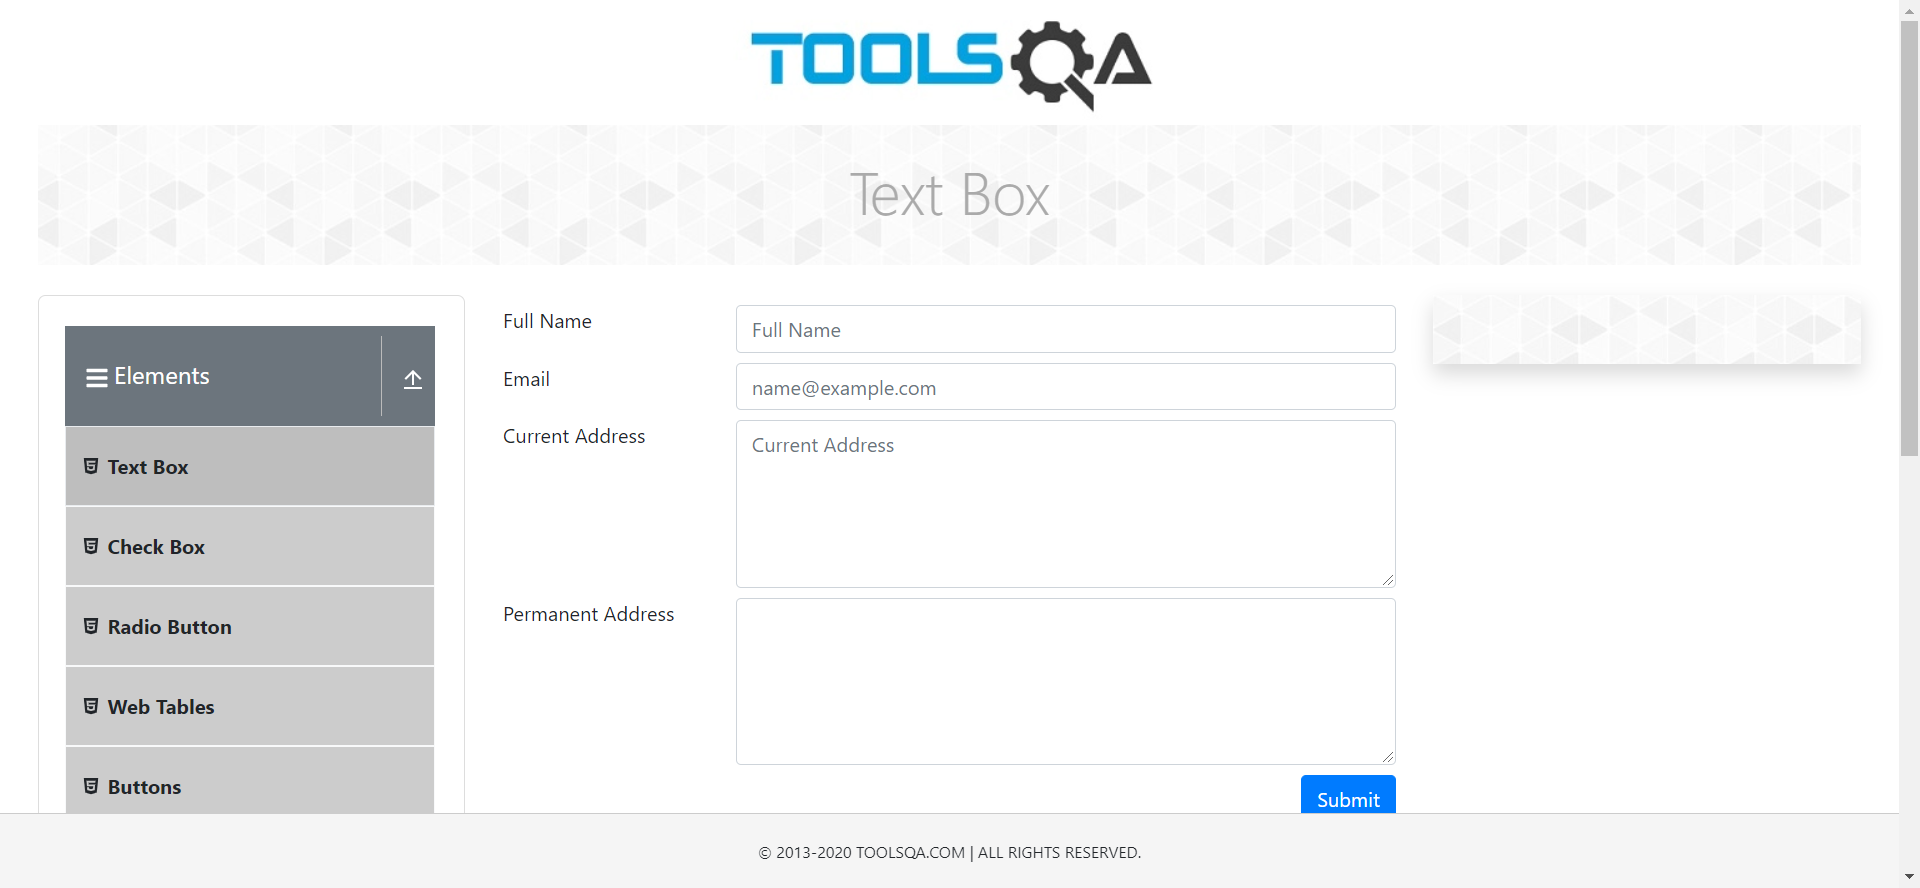 TOOLSQA
Text Box
Elements
Text Box
Check Box
Radio Button
Web Tables
Buttons
Full Name
Full Name
Email
name@example.com
Current Address
Current Address
Permanent Address
Submit
© 2013-2020 TOOLSQA.COM | ALL RIGHTS RESERVED.